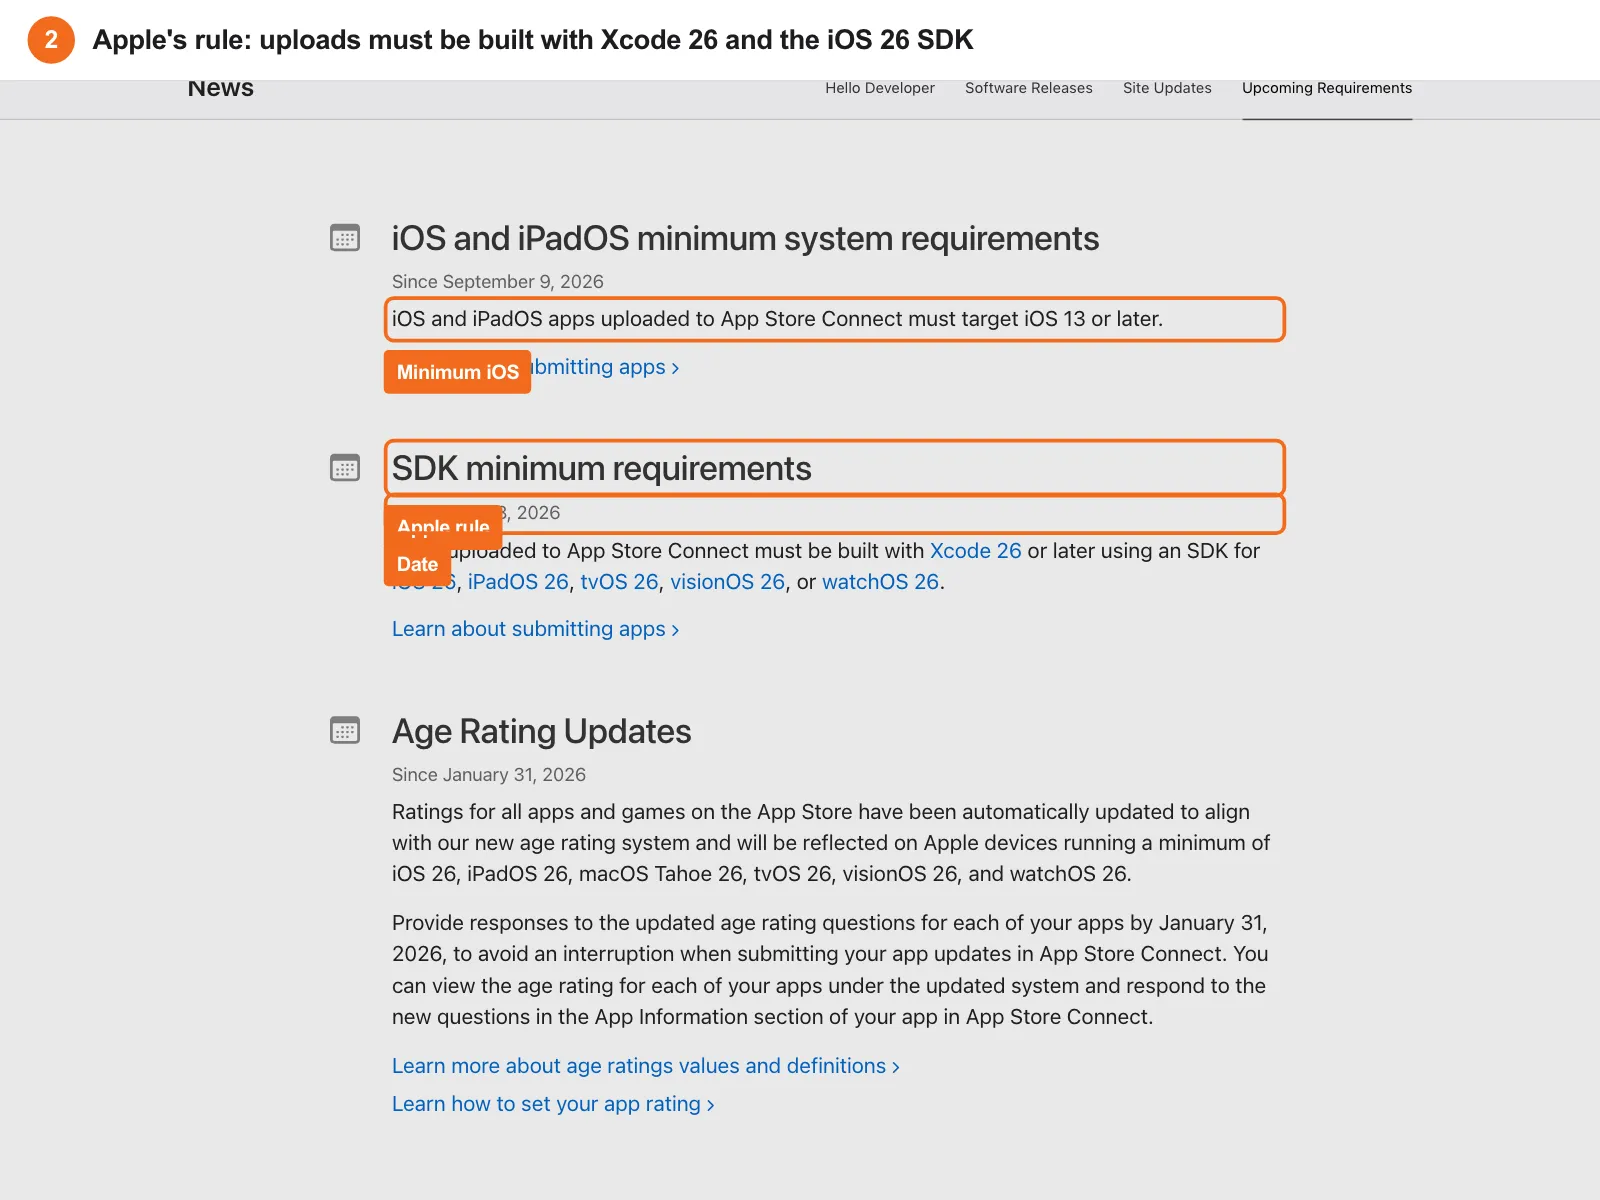 2
Apple's rule: uploads must be built with Xcode 26 and the iOS 26 SDK
News
Hello Developer
Software Releases
Site Updates
Upcoming Requirements
iOS and iPadOS minimum system requirements
Since September 9, 2026
iOS and iPadOS apps uploaded to App Store Connect must target iOS 13 or later.
Minimum iOS
submitting apps ›
SDK minimum requirements
, 2026
Apple rule
uploaded to App Store Connect must be built with Xcode 26 or later using an SDK for
Date
iOS 26, iPadOS 26, tvOS 26, visionOS 26, or watchOS 26.
Learn about submitting apps ›
Age Rating Updates
Since January 31, 2026
Ratings for all apps and games on the App Store have been automatically updated to align
with our new age rating system and will be reflected on Apple devices running a minimum of
iOS 26, iPadOS 26, macOS Tahoe 26, tvOS 26, visionOS 26, and watchOS 26.
Provide responses to the updated age rating questions for each of your apps by January 31,
2026, to avoid an interruption when submitting your app updates in App Store Connect. You
can view the age rating for each of your apps under the updated system and respond to the
new questions in the App Information section of your app in App Store Connect.
Learn more about age ratings values and definitions ›
Learn how to set your app rating ›